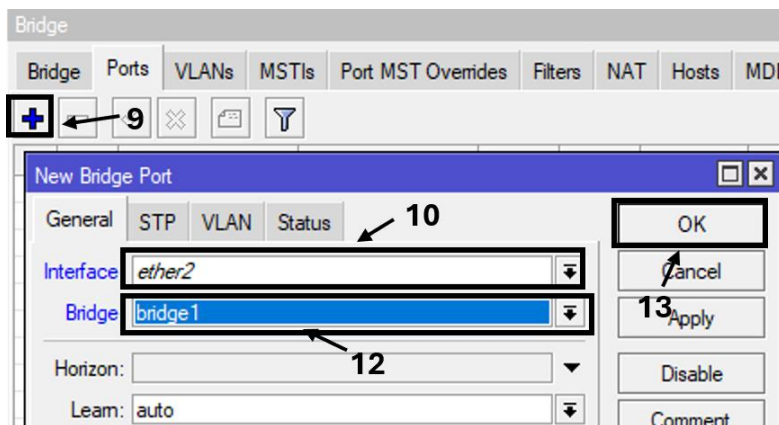 Bridge
Bridge Ports VLANs MSTIs Port MST Overrides Filters NAT Hosts
9
New Bridge Port
General STP VLAN Status 10 OK
Interface ether2 Cancel
Bridge bridge1 13 Apply
Horizon: 12 Disable
Learn: auto Comment